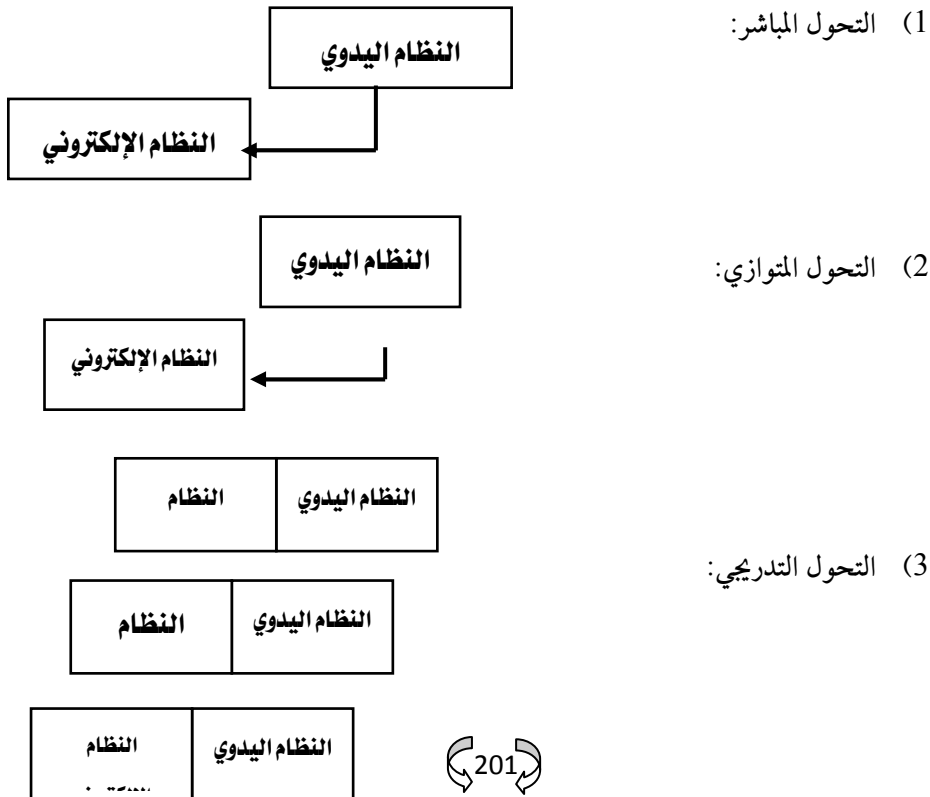 1) التحول المباشر:
النظام اليدوي
النظام الإلكتروني
2) التحول المتوازي:
النظام اليدوي
النظام الإلكتروني
النظام اليدوي
النظام
3) التحول التدريجي:
النظام اليدوي
النظام
النظام اليدوي
النظام
201